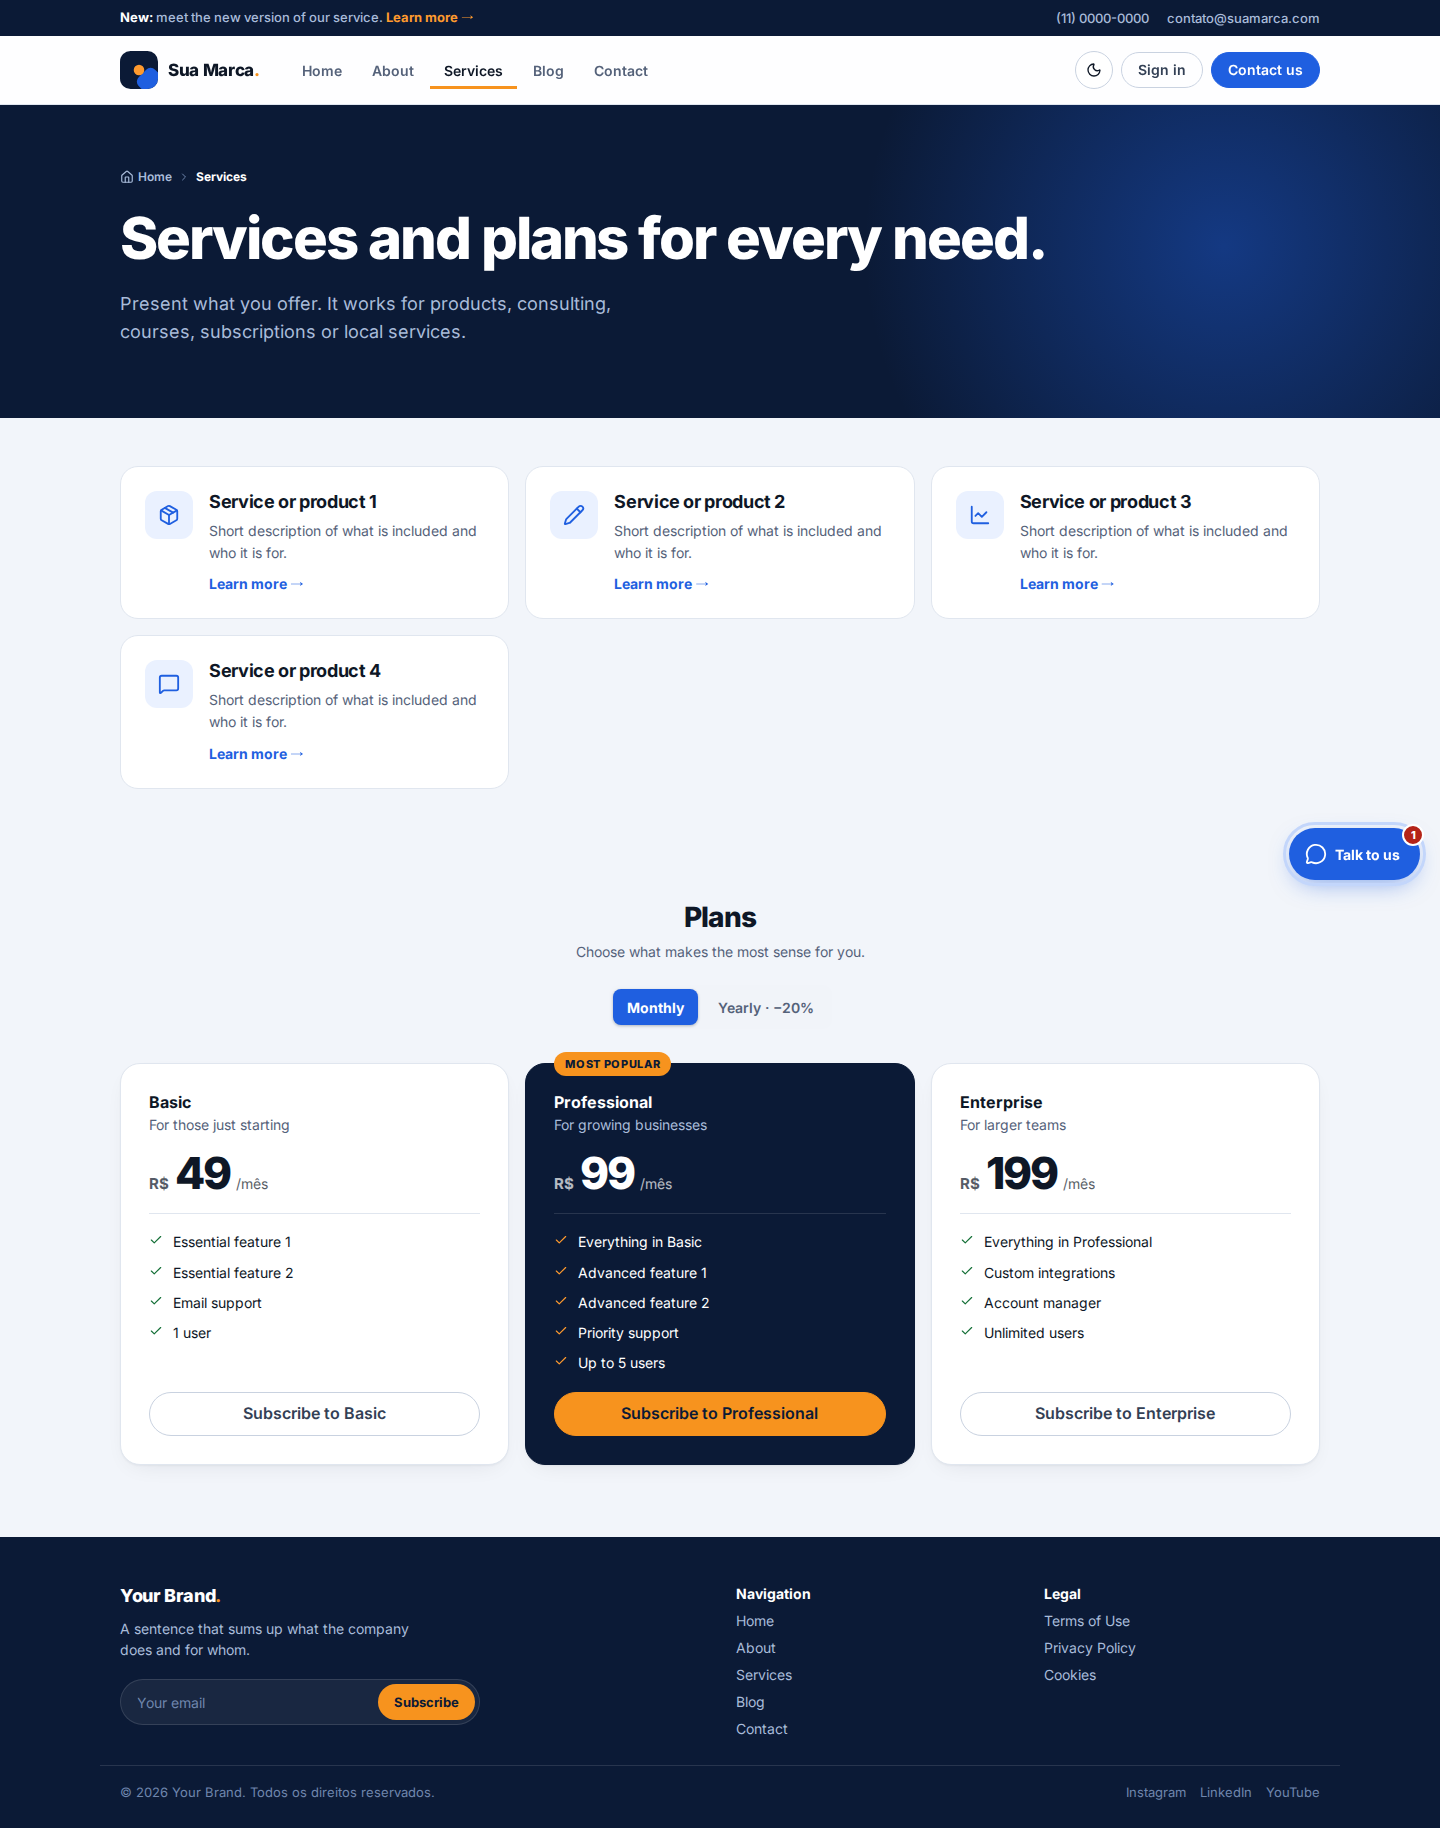 New: meet the new version of our service. Learn more →
(11) 0000-0000 contato@suamarca.com
Sua Marca.
Home About Services Blog Contact
Sign in
Contact us
Home > Services
Services and plans for every need.
Present what you offer. It works for products, consulting,
courses, subscriptions or local services.
Service or product 1
Short description of what is included and
who it is for.
Learn more →
Service or product 2
Short description of what is included and
who it is for.
Learn more →
Service or product 3
Short description of what is included and
who it is for.
Learn more →
Service or product 4
Short description of what is included and
who it is for.
Learn more →
1
Talk to us
Plans
Choose what makes the most sense for you.
Monthly
Yearly · −20%
Basic
For those just starting
R$ 49 /mês
Essential feature 1
Essential feature 2
Email support
1 user
Subscribe to Basic
MOST POPULAR
Professional
For growing businesses
R$ 99 /mês
Everything in Basic
Advanced feature 1
Advanced feature 2
Priority support
Up to 5 users
Subscribe to Professional
Enterprise
For larger teams
R$ 199 /mês
Everything in Professional
Custom integrations
Account manager
Unlimited users
Subscribe to Enterprise
Your Brand.
A sentence that sums up what the company
does and for whom.
Your email
Subscribe
Navigation
Home
About
Services
Blog
Contact
Legal
Terms of Use
Privacy Policy
Cookies
© 2026 Your Brand. Todos os direitos reservados.
Instagram LinkedIn YouTube